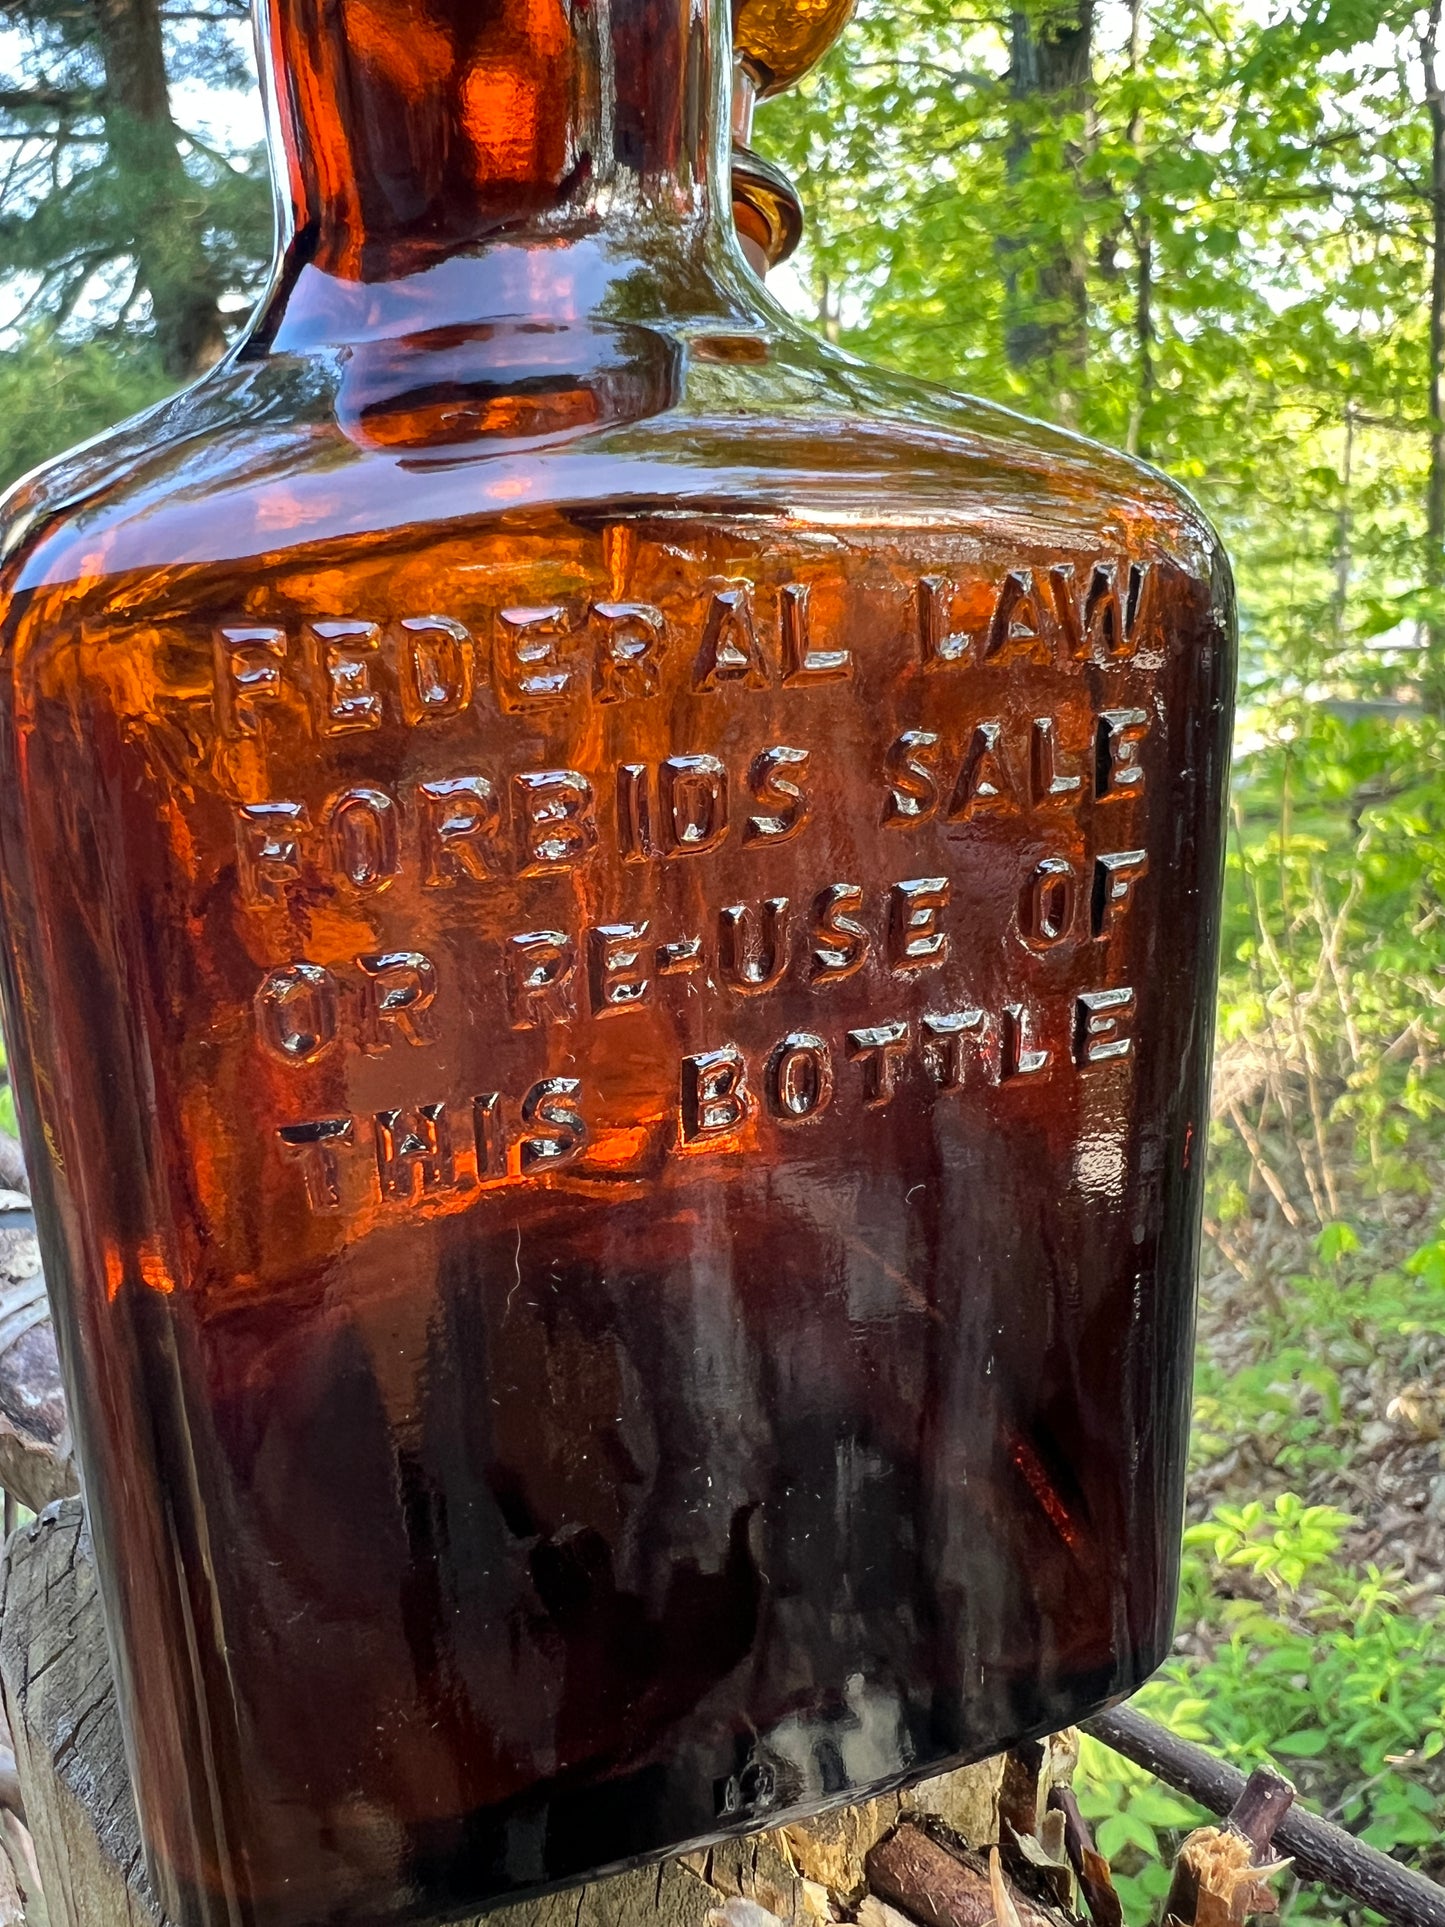 FEDERAL LAW
FORBIDS SALE
OR RE-USE OF
THIS BOTTLE